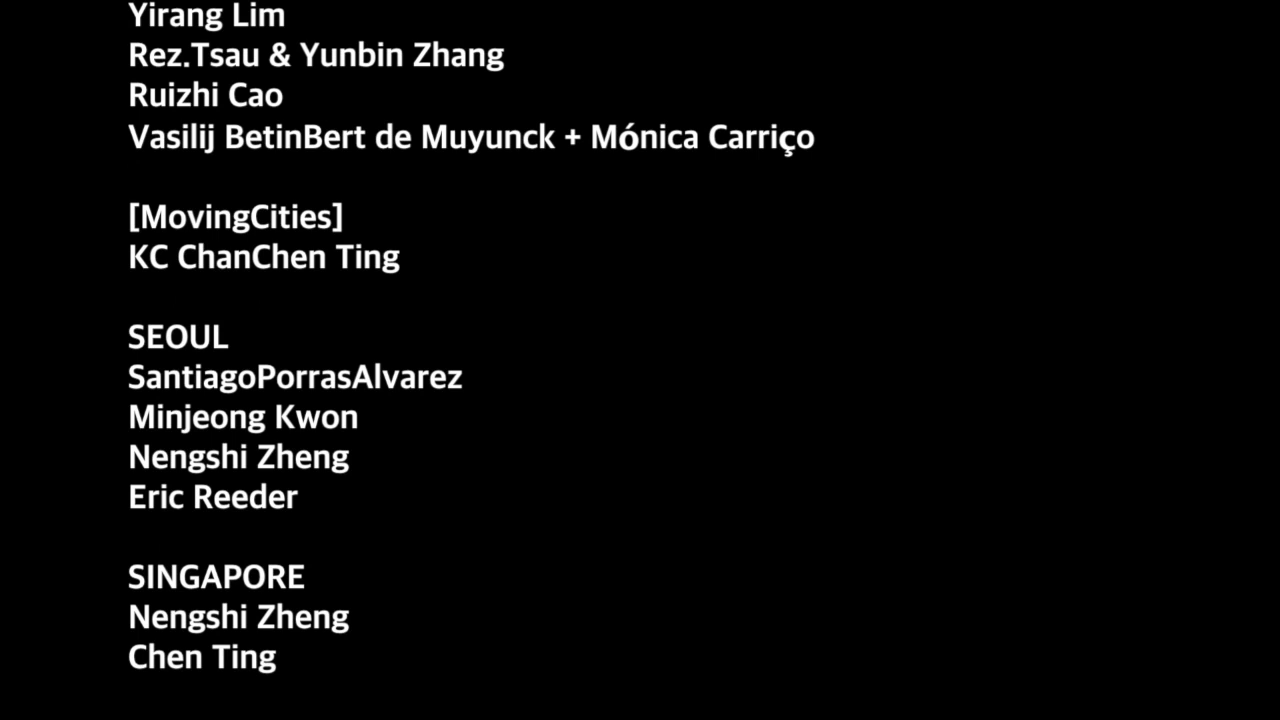 Yirang Lim
Rez.Tsau & Yunbin Zhang
Ruizhi Cao
Vasilij BetinBert de Muyunck + Mónica Carriço
[MovingCities]
KC ChanChen Ting
SEOUL
SantiagoPorrasAlvarez
Minjeong Kwon
Nengshi Zheng
Eric Reeder
SINGAPORE
Nengshi Zheng
Chen Ting